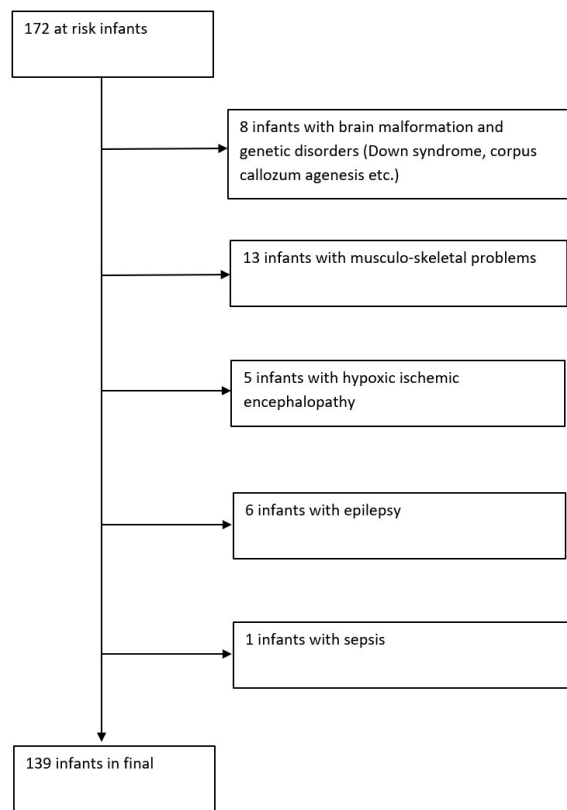 172 at risk infants
8 infants with brain malformation and
genetic disorders (Down syndrome, corpus
callozum agenesis etc.)
13 infants with musculo-skeletal problems
5 infants with hypoxic ischemic
encephalopathy
6 infants with epilepsy
1 infants with sepsis
139 infants in final